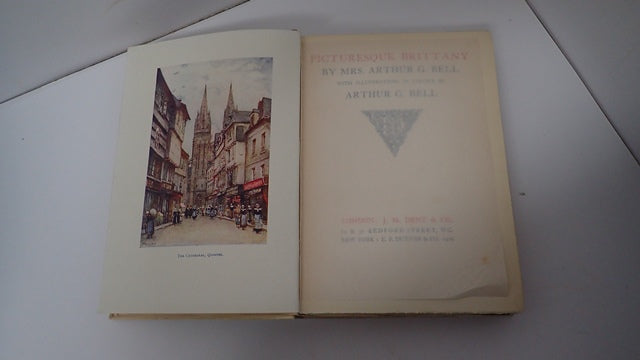 The Cathedral, Quimper.
PICTURESQUE BRITTANY
BY MRS. ARTHUR G. BELL
WITH ILLUSTRATIONS IN COLOUR BY
ARTHUR G. BELL
LONDON: J. M. DENT & CO.
BEDFORD STREET, W.C.
NEW YORK: E. P. DUTTON & CO.